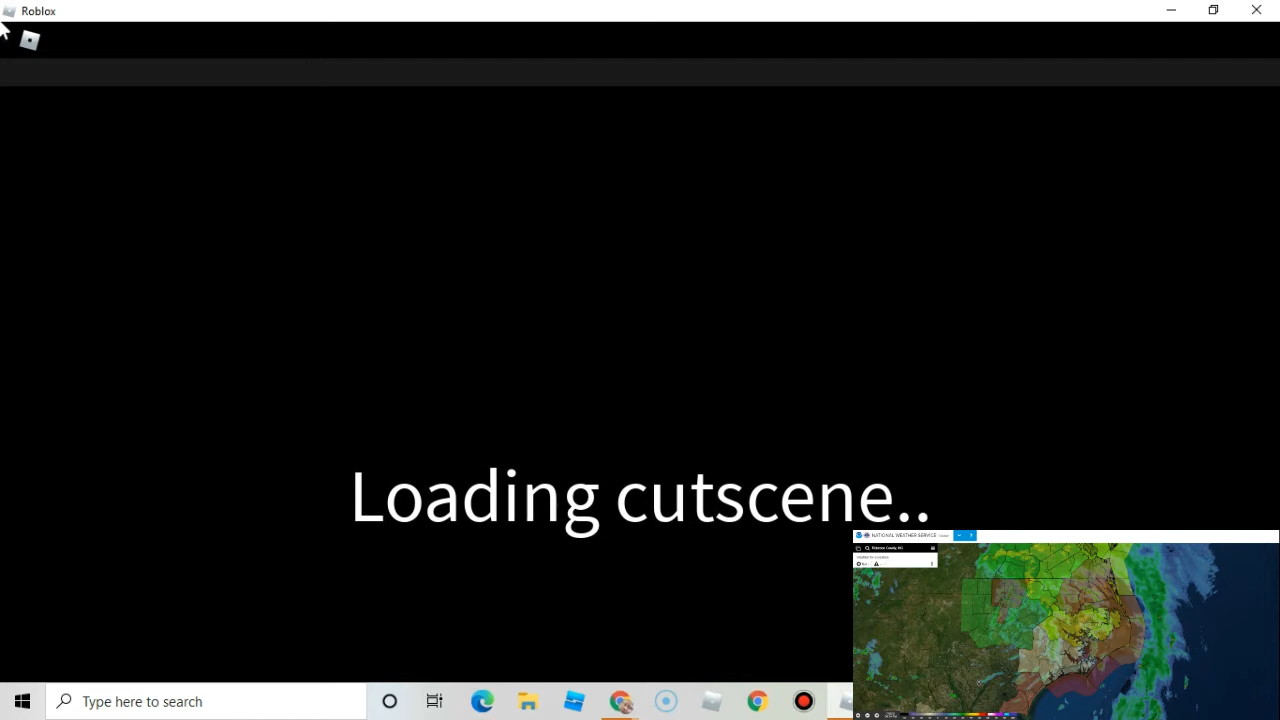 Roblox
Loading cutscene..
NATIONAL WEATHER SERVICE
Type here to search